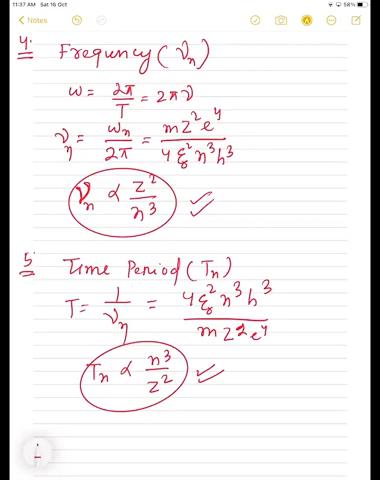 11:37 AM Sat 16 Oct
58%
Notes
4. Frequency (νn)
ω = 2π/T = 2πν
νn = ωn/2π = mZ²e⁴/4ε₀²n³h³
νn ∝ Z²/n³
5. Time Period (Tn)
T = 1/νn = 4ε₀²n³h³/mZ²e⁴
Tn ∝ n³/Z²